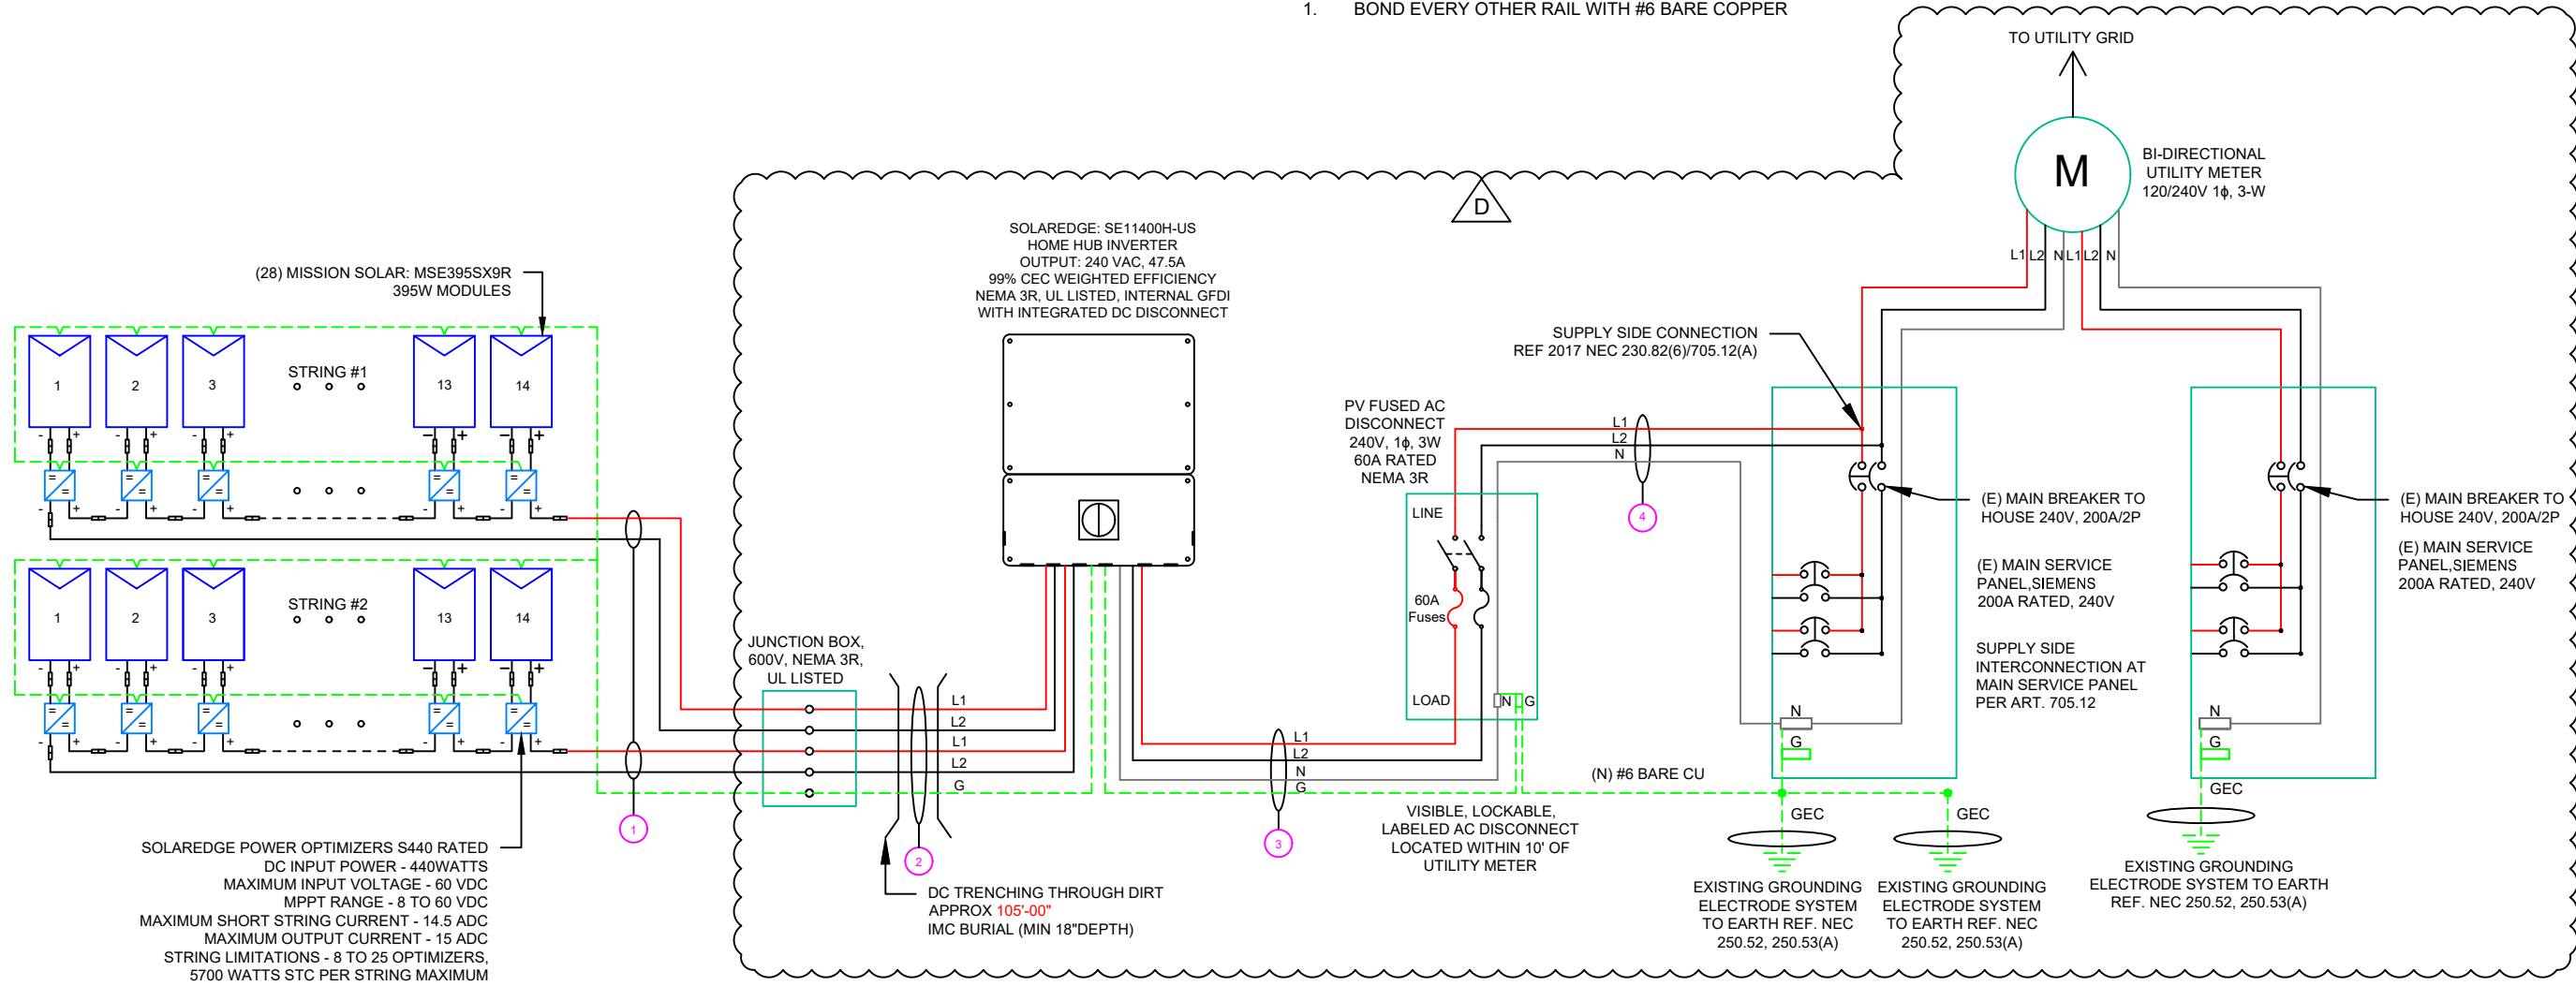 1. BOND EVERY OTHER RAIL WITH #6 BARE COPPER
TO UTILITY GRID
M
BI-DIRECTIONAL
UTILITY METER
120/240V 1ϕ, 3-W
L1 L2 N L1 L2 N
D
(28) MISSION SOLAR: MSE395SX9R
395W MODULES
1 2 3 STRING #1 13 14
- + - + - + - + - +
= = = = = = = = = =
- + - + - + - + - +
1 2 3 STRING #2 13 14
- + - + - + - + - +
= = = = = = = = = =
- + - + - + - + - +
1
SOLAREDGE POWER OPTIMIZERS S440 RATED
DC INPUT POWER - 440WATTS
MAXIMUM INPUT VOLTAGE - 60 VDC
MPPT RANGE - 8 TO 60 VDC
MAXIMUM SHORT STRING CURRENT - 14.5 ADC
MAXIMUM OUTPUT CURRENT - 15 ADC
STRING LIMITATIONS - 8 TO 25 OPTIMIZERS,
5700 WATTS STC PER STRING MAXIMUM
JUNCTION BOX,
600V, NEMA 3R,
UL LISTED
L1
L2
L1
L2
G
2
DC TRENCHING THROUGH DIRT
APPROX 105'-00"
IMC BURIAL (MIN 18"DEPTH)
SOLAREDGE: SE11400H-US
HOME HUB INVERTER
OUTPUT: 240 VAC, 47.5A
99% CEC WEIGHTED EFFICIENCY
NEMA 3R, UL LISTED, INTERNAL GFDI
WITH INTEGRATED DC DISCONNECT
L1
L2
N
G
3
PV FUSED AC
DISCONNECT
240V, 1ϕ, 3W
60A RATED
NEMA 3R
LINE
60A
Fuses
LOAD
N G
VISIBLE, LOCKABLE,
LABELED AC DISCONNECT
LOCATED WITHIN 10' OF
UTILITY METER
L1
L2
N
4
SUPPLY SIDE CONNECTION
REF 2017 NEC 230.82(6)/705.12(A)
(N) #6 BARE CU
(E) MAIN BREAKER TO
HOUSE 240V, 200A/2P
(E) MAIN SERVICE
PANEL,SIEMENS
200A RATED, 240V
SUPPLY SIDE
INTERCONNECTION AT
MAIN SERVICE PANEL
PER ART. 705.12
N
G
GEC
EXISTING GROUNDING
ELECTRODE SYSTEM
TO EARTH REF. NEC
250.52, 250.53(A)
GEC
EXISTING GROUNDING
ELECTRODE SYSTEM
TO EARTH REF. NEC
250.52, 250.53(A)
(E) MAIN BREAKER TO
HOUSE 240V, 200A/2P
(E) MAIN SERVICE
PANEL,SIEMENS
200A RATED, 240V
N
G
GEC
EXISTING GROUNDING
ELECTRODE SYSTEM TO EARTH
REF. NEC 250.52, 250.53(A)